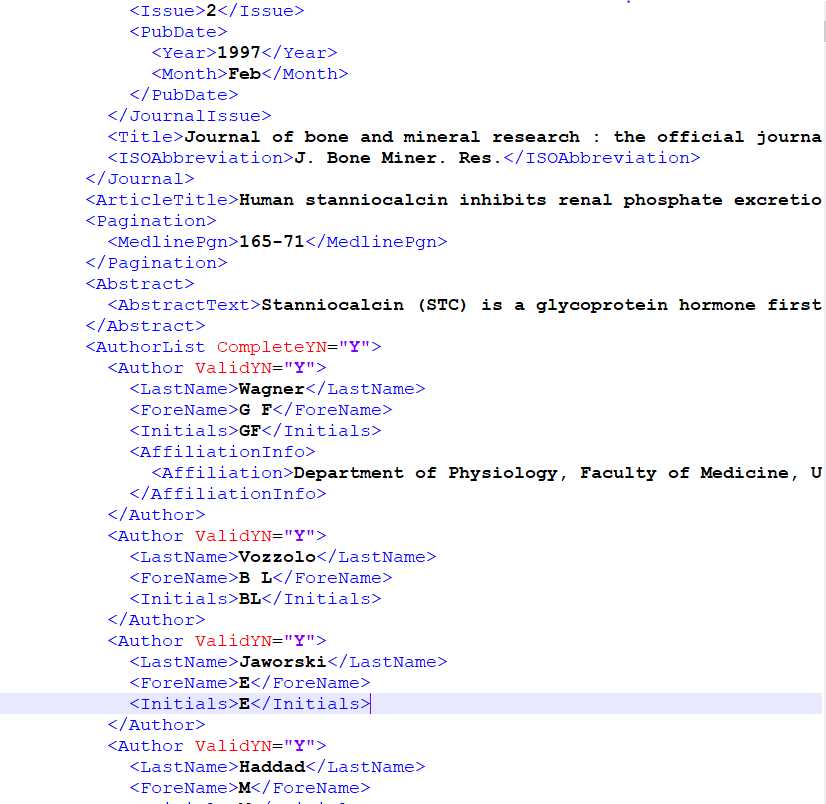 <Issue>2</Issue>
<PubDate>
<Year>1997</Year>
<Month>Feb</Month>
</PubDate>
</JournalIssue>
<Title>Journal of bone and mineral research : the official journa
<ISOAbbreviation>J. Bone Miner. Res.</ISOAbbreviation>
</Journal>
<ArticleTitle>Human stanniocalcin inhibits renal phosphate excretio
<Pagination>
<MedlinePgn>165-71</MedlinePgn>
</Pagination>
<Abstract>
<AbstractText>Stanniocalcin (STC) is a glycoprotein hormone first
</Abstract>
<AuthorList CompleteYN="Y">
<Author ValidYN="Y">
<LastName>Wagner</LastName>
<ForeName>G F</ForeName>
<Initials>GF</Initials>
<AffiliationInfo>
<Affiliation>Department of Physiology, Faculty of Medicine, U
</AffiliationInfo>
</Author>
<Author ValidYN="Y">
<LastName>Vozzolo</LastName>
<ForeName>B L</ForeName>
<Initials>BL</Initials>
</Author>
<Author ValidYN="Y">
<LastName>Jaworski</LastName>
<ForeName>E</ForeName>
<Initials>E</Initials>
</Author>
<Author ValidYN="Y">
<LastName>Haddad</LastName>
<ForeName>M</ForeName>